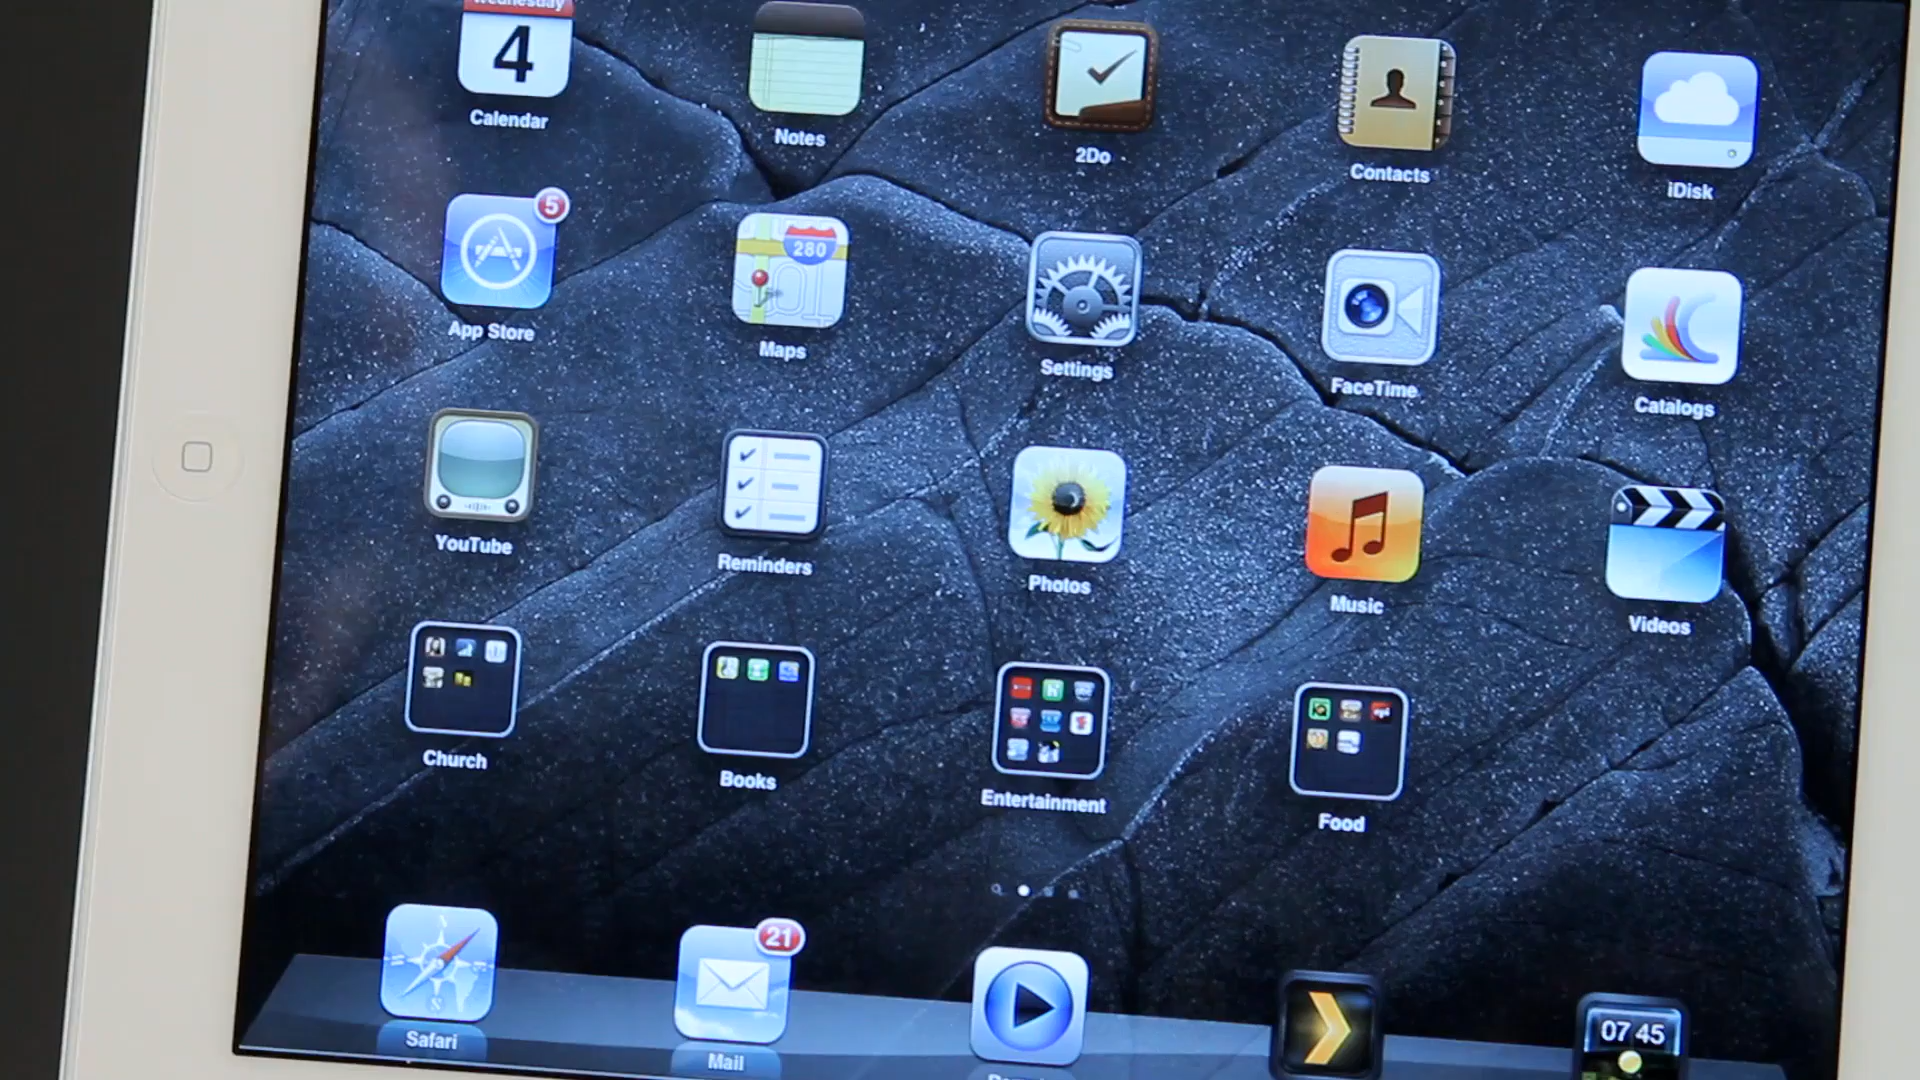 Wednesday
4
Calendar
Notes
2Do
Contacts
iDisk
5
App Store
280
Maps
Settings
FaceTime
Catalogs
YouTube
Reminders
Photos
Music
Videos
Church
Books
Entertainment
Food
Safari
21
Mail
07 45